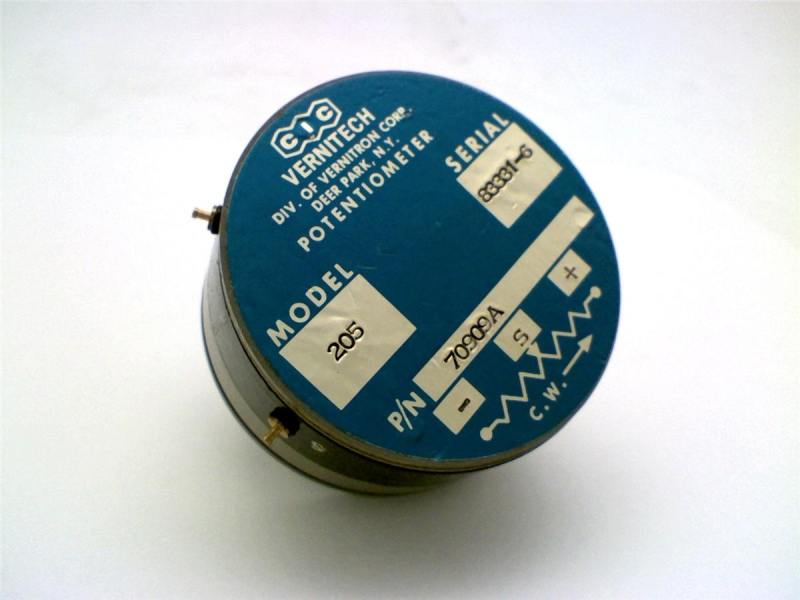 CIC
VERNITECH
DIV. OF VERNITRON CORP.
DEER PARK, N.Y.
POTENTIOMETER
SERIAL
83331-6
MODEL
205
P/N 70909A
- S +
C.W.